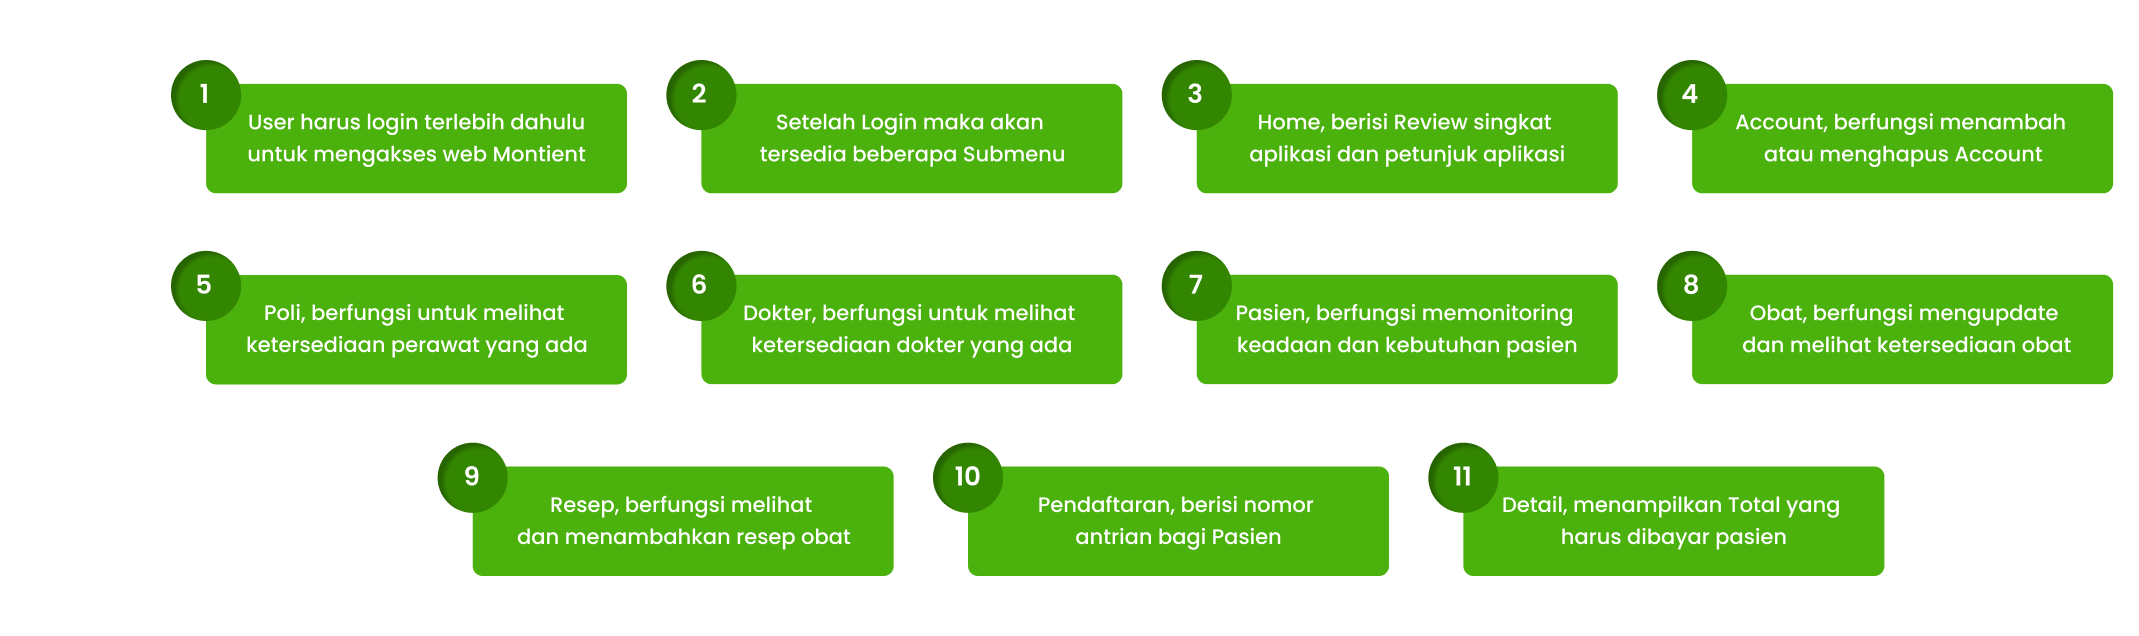 1
User harus login terlebih dahulu
untuk mengakses web Montient
2
Setelah Login maka akan
tersedia beberapa Submenu
3
Home, berisi Review singkat
aplikasi dan petunjuk aplikasi
4
Account, berfungsi menambah
atau menghapus Account
5
Poli, berfungsi untuk melihat
ketersediaan perawat yang ada
6
Dokter, berfungsi untuk melihat
ketersediaan dokter yang ada
7
Pasien, berfungsi memonitoring
keadaan dan kebutuhan pasien
8
Obat, berfungsi mengupdate
dan melihat ketersediaan obat
9
Resep, berfungsi melihat
dan menambahkan resep obat
10
Pendaftaran, berisi nomor
antrian bagi Pasien
11
Detail, menampilkan Total yang
harus dibayar pasien